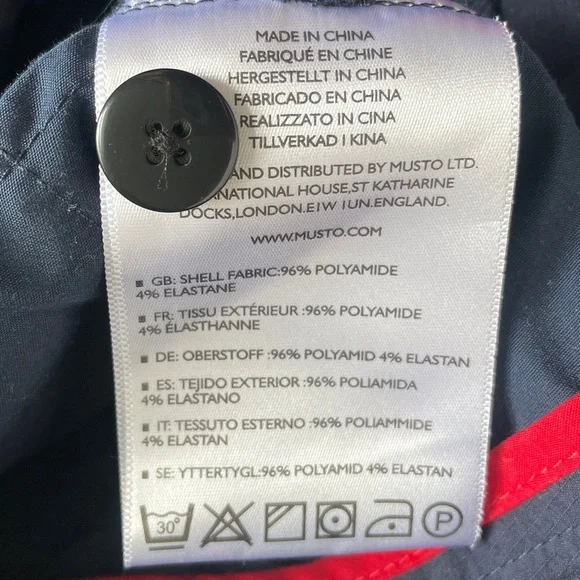 MADE IN CHINA
FABRIQUÉ EN CHINE
HERGESTELLT IN CHINA
FABRICADO EN CHINA
REALIZZATO IN CINA
TILLVERKAD I KINA
AND DISTRIBUTED BY MUSTO LTD.
HOUSE,ST KATHARINE
DOCKS,LONDON.E1W 1UN.ENGLAND.
WWW.MUSTO.COM
▪ GB: SHELL FABRIC:96% POLYAMIDE
4% ELASTANE
▪ FR: TISSU EXTÉRIEUR :96% POLYAMIDE
4% ÉLASTHANNE
▪ DE: OBERSTOFF :96% POLYAMID 4% ELASTAN
▪ ES: TEJIDO EXTERIOR :96% POLIAMIDA
4% ELASTANO
▪ IT: TESSUTO ESTERNO :96% POLIAMMIDE
4% ELASTAN
▪ SE: YTTERTYGL:96% POLYAMID 4% ELASTAN
30° P